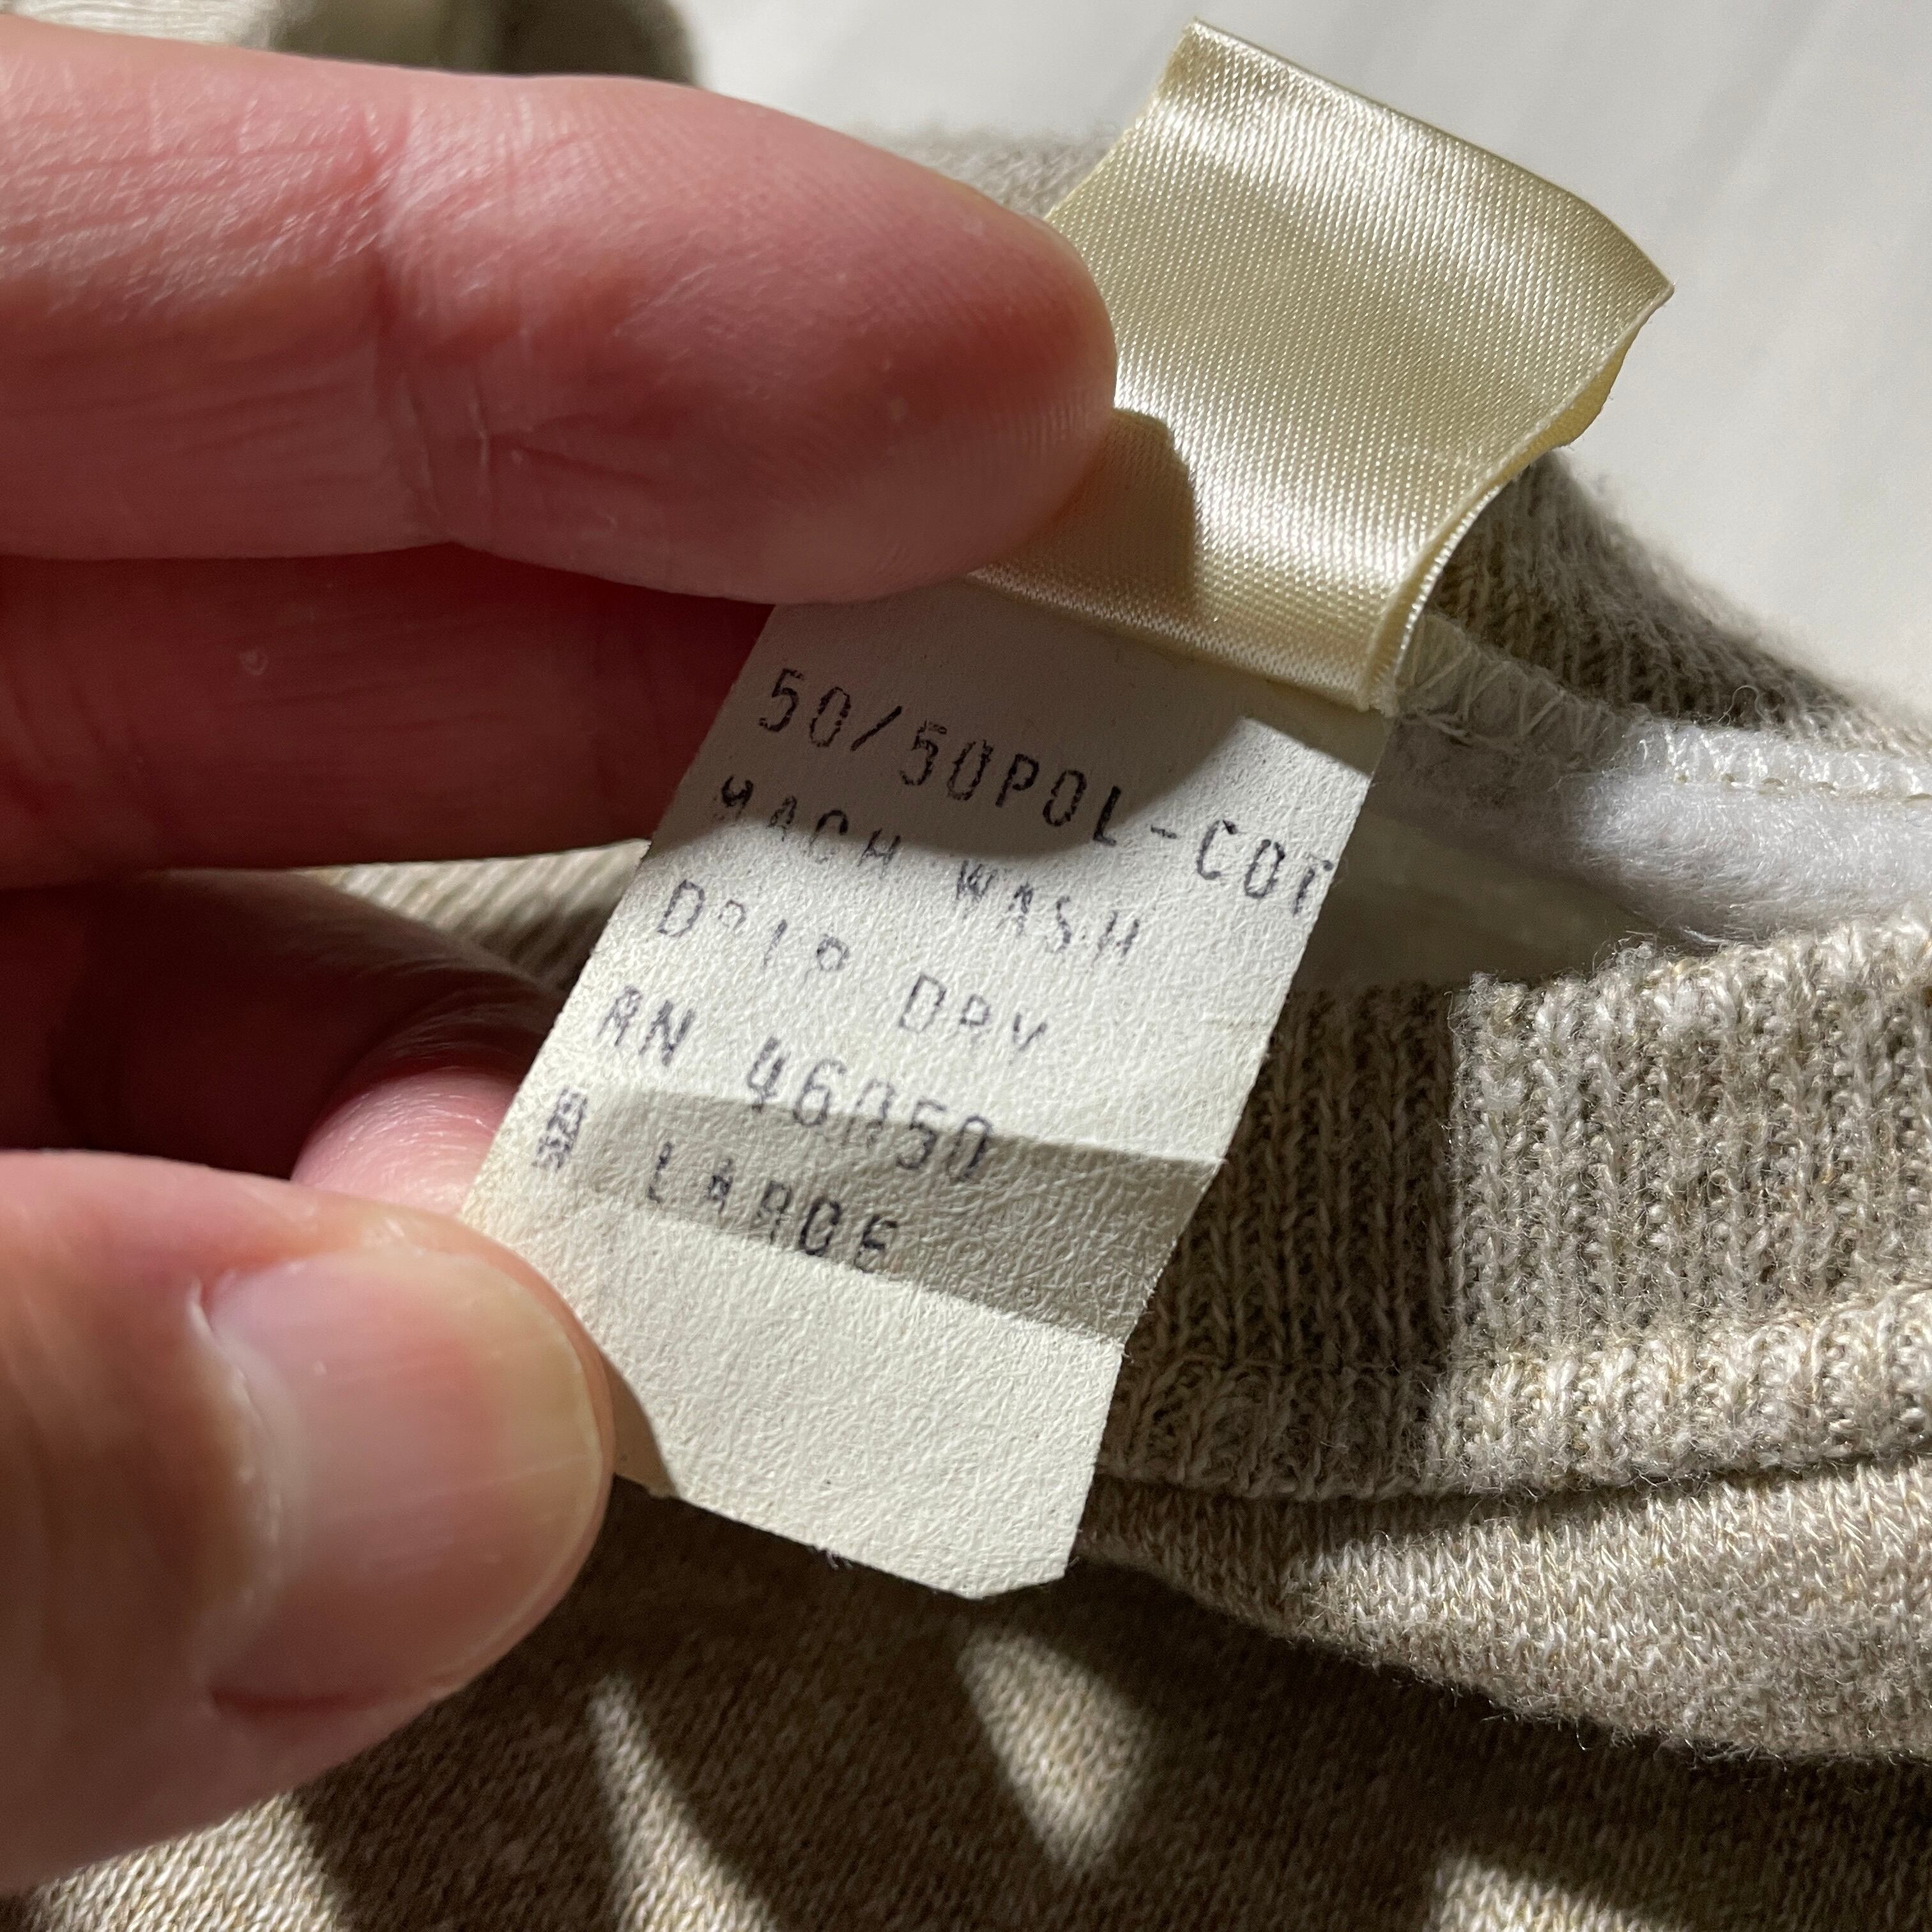 50/50POL-COT
MACH WASH
DRIP DRY
RN 46050
LARGE